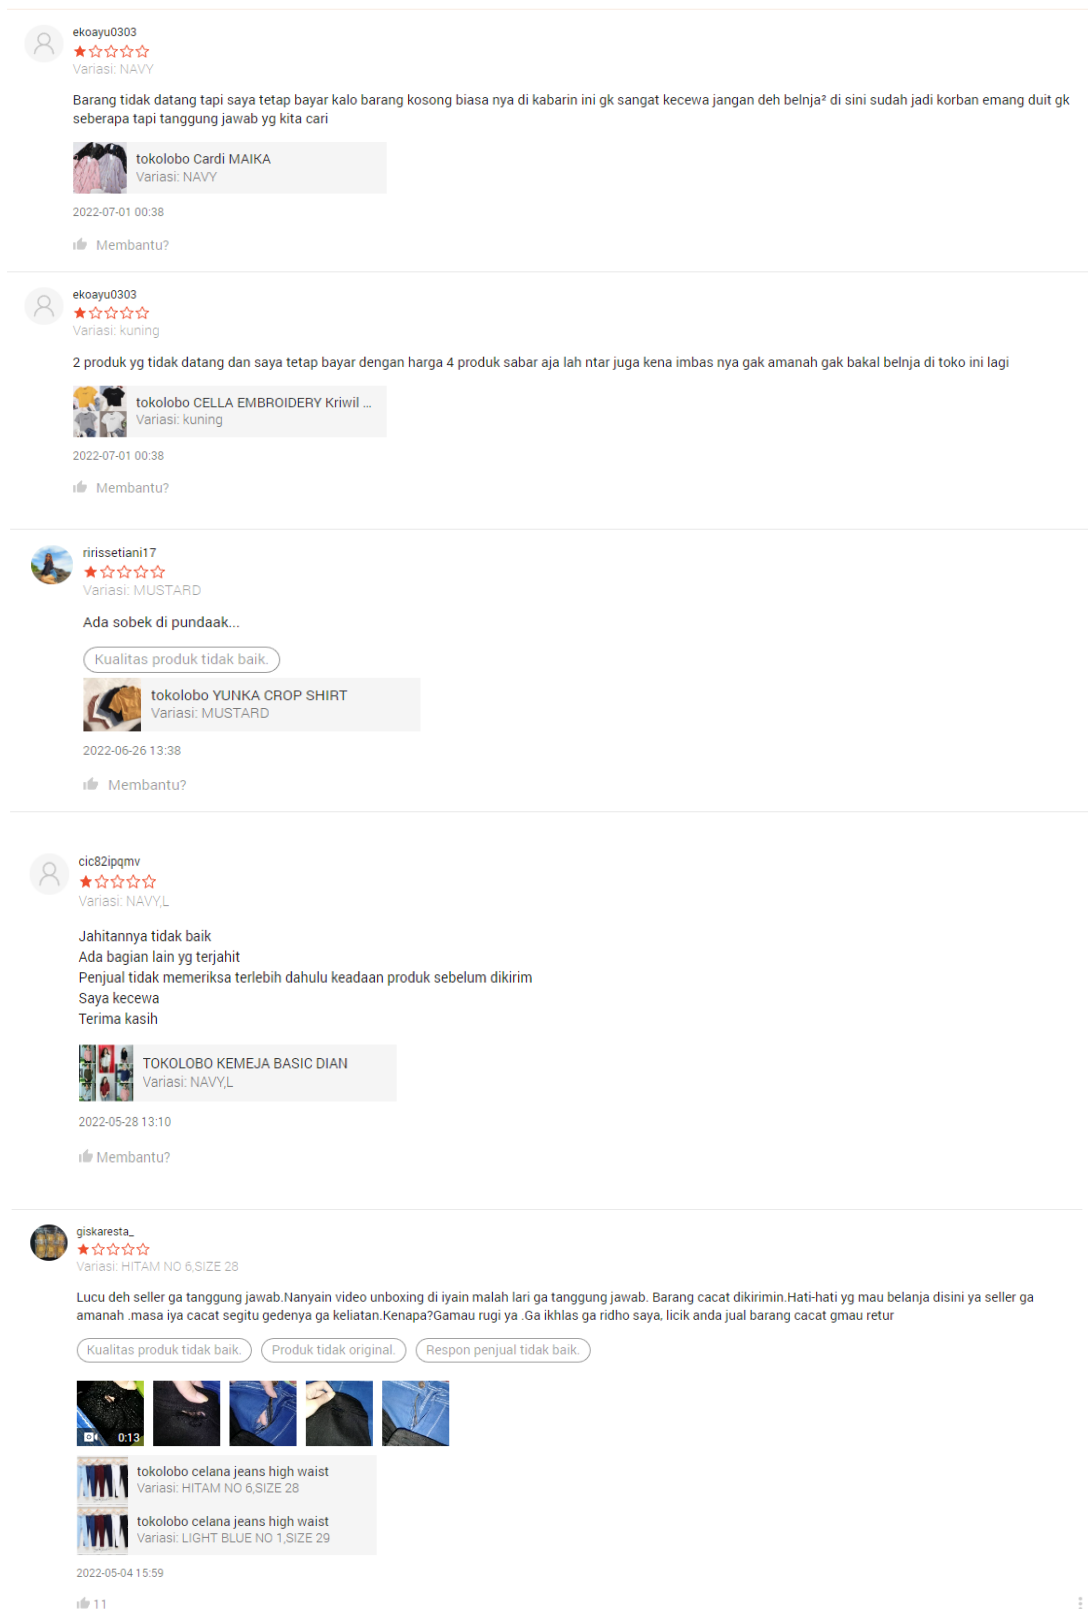 ekoayu0303
Variasi: NAVY
Barang tidak datang tapi saya tetap bayar kalo barang kosong biasa nya di kabarin ini gk sangat kecewa jangan deh belnja² di sini sudah jadi korban emang duit gk
seberapa tapi tanggung jawab yg kita cari
tokolobo Cardi MAIKA
Variasi: NAVY
2022-07-01 00:38
Membantu?
ekoayu0303
Variasi: kuning
2 produk yg tidak datang dan saya tetap bayar dengan harga 4 produk sabar aja lah ntar juga kena imbas nya gak amanah gak bakal belnja di toko ini lagi
tokolobo CELLA EMBROIDERY Kriwil ...
Variasi: kuning
2022-07-01 00:38
Membantu?
ririssetiani17
Variasi: MUSTARD
Ada sobek di pundaak...
Kualitas produk tidak baik.
tokolobo YUNKA CROP SHIRT
Variasi: MUSTARD
2022-06-26 13:38
Membantu?
cic82ipqmv
Variasi: NAVY,L
Jahitannya tidak baik
Ada bagian lain yg terjahit
Penjual tidak memeriksa terlebih dahulu keadaan produk sebelum dikirim
Saya kecewa
Terima kasih
TOKOLOBO KEMEJA BASIC DIAN
Variasi: NAVY,L
2022-05-28 13:10
Membantu?
giskaresta_
Variasi: HITAM NO 6,SIZE 28
Lucu deh seller ga tanggung jawab.Nanyain video unboxing di iyain malah lari ga tanggung jawab. Barang cacat dikirimin.Hati-hati yg mau belanja disini ya seller ga
amanah .masa iya cacat segitu gedenya ga keliatan.Kenapa?Gamau rugi ya .Ga ikhlas ga ridho saya, licik anda jual barang cacat gmau retur
Kualitas produk tidak baik. Produk tidak original. Respon penjual tidak baik.
0:13
tokolobo celana jeans high waist
Variasi: HITAM NO 6,SIZE 28
tokolobo celana jeans high waist
Variasi: LIGHT BLUE NO 1,SIZE 29
2022-05-04 15:59
11